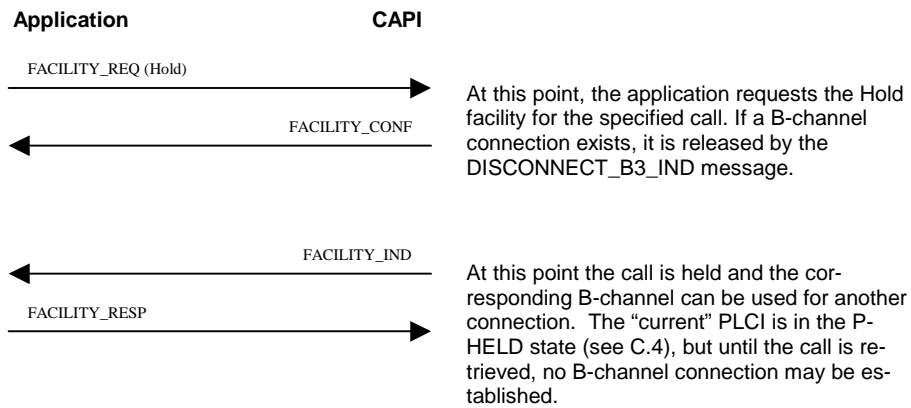 Application CAPI
FACILITY_REQ (Hold)
FACILITY_CONF
At this point, the application requests the Hold
facility for the specified call. If a B-channel
connection exists, it is released by the
DISCONNECT_B3_IND message.
FACILITY_IND
FACILITY_RESP
At this point the call is held and the cor-
responding B-channel can be used for another
connection. The “current” PLCI is in the P-
HELD state (see C.4), but until the call is re-
trieved, no B-channel connection may be es-
tablished.